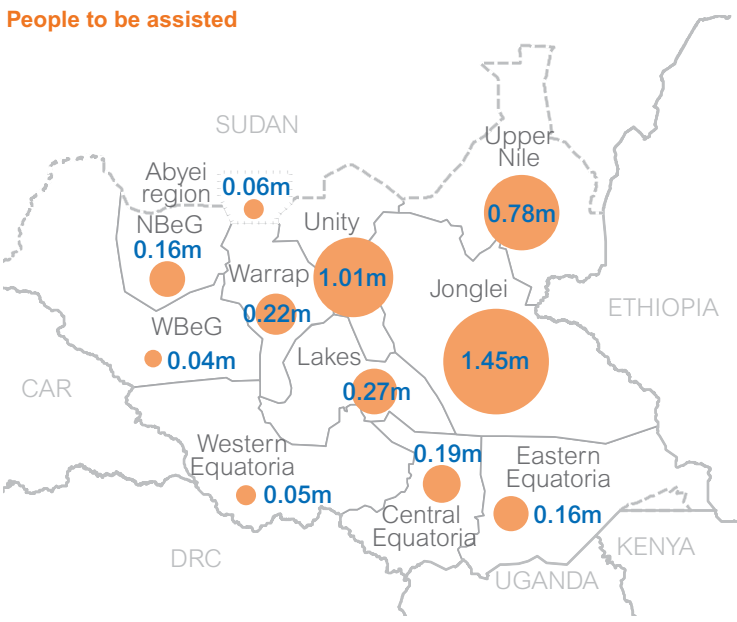 People to be assisted
SUDAN
Upper
Nile
0.78m
Abyei
region
0.06m
NBeG
0.16m
Unity
1.01m
Warrap
0.22m
Jonglei
1.45m
ETHIOPIA
WBeG
0.04m
Lakes
0.27m
CAR
Western
Equatoria
0.05m
0.19m
Central
Equatoria
Eastern
Equatoria
0.16m
DRC
UGANDA
KENYA